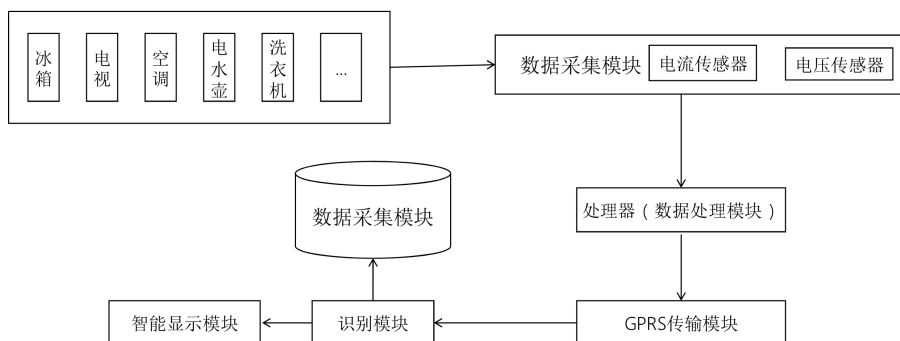 冰箱
电视
空调
电水壶
洗衣机
...
数据采集模块
电流传感器
电压传感器
数据采集模块
处理器（数据处理模块）
智能显示模块
识别模块
GPRS传输模块